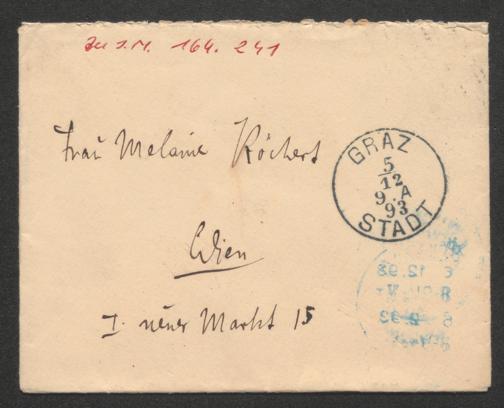 Zu I.N. 164.241
Frau Melanie Köchert
GRAZ
5
12
9. A
93
STADT
Wien
I. neuer Markt 15